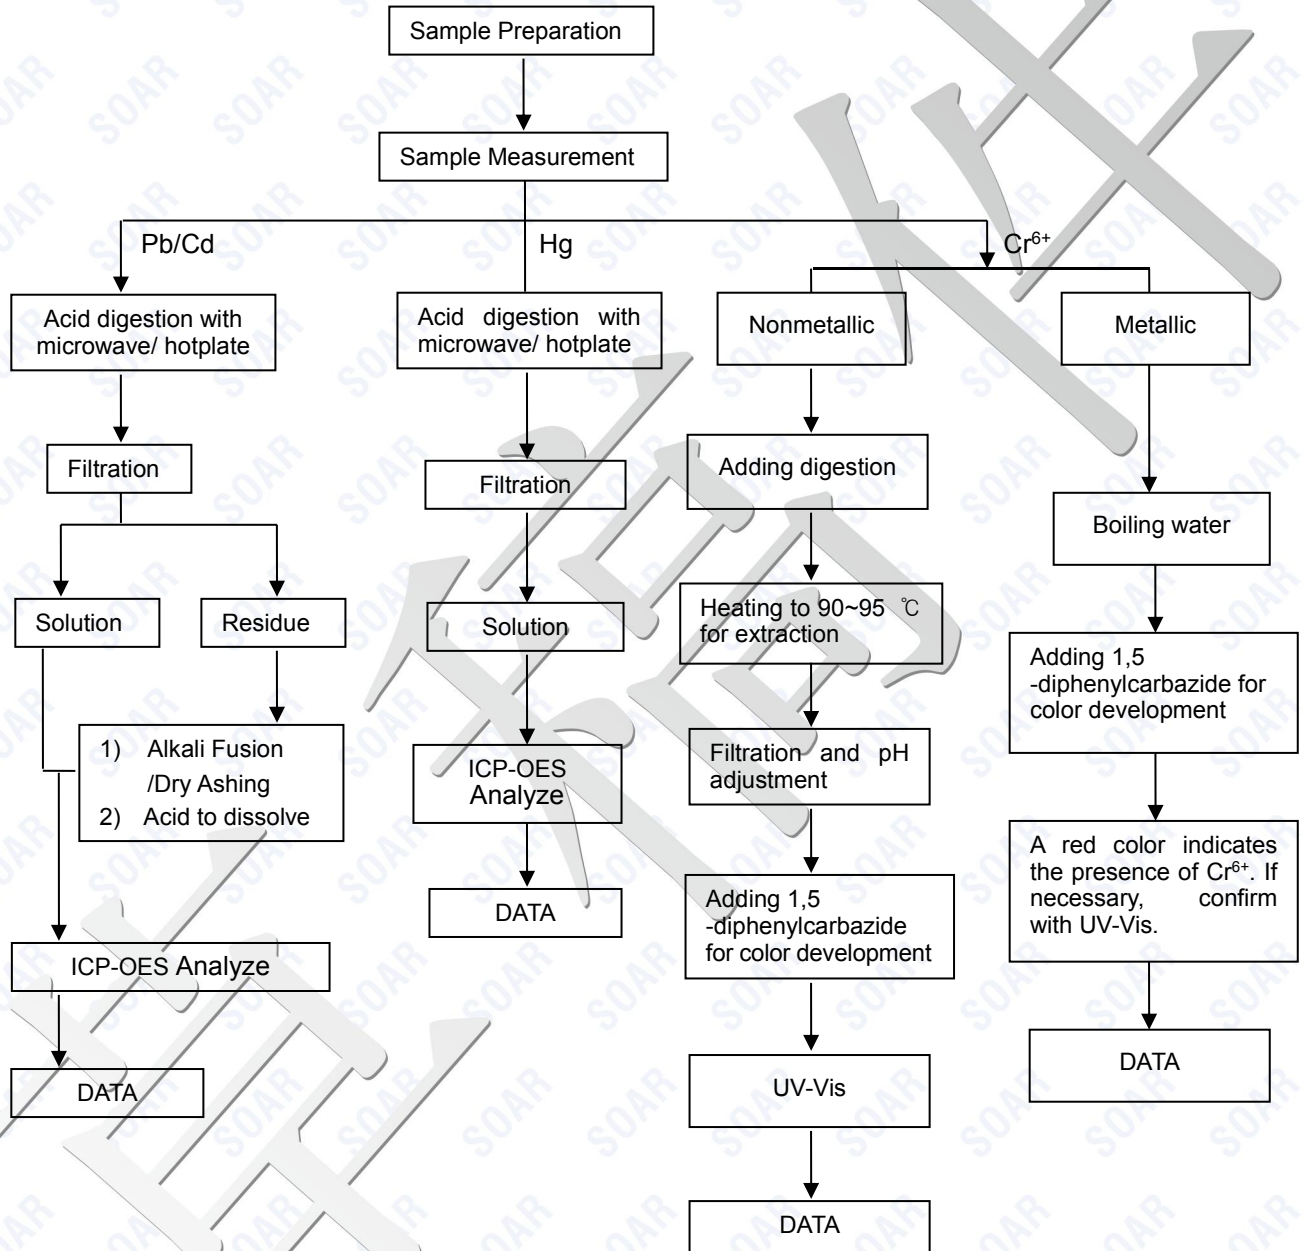 Sample Preparation
Sample Measurement
Pb/Cd
Hg
Cr⁶⁺
Acid digestion with
microwave/ hotplate
Filtration
Solution
Residue
1) Alkali Fusion
/Dry Ashing
2) Acid to dissolve
ICP-OES Analyze
DATA
Acid digestion with
microwave/ hotplate
Filtration
Solution
ICP-OES
Analyze
DATA
Nonmetallic
Adding digestion
Heating to 90~95 ℃
for extraction
Filtration and pH
adjustment
Adding 1,5
-diphenylcarbazide
for color development
UV-Vis
DATA
Metallic
Boiling water
Adding 1,5
-diphenylcarbazide for
color development
A red color indicates
the presence of Cr⁶⁺. If
necessary, confirm
with UV-Vis.
DATA
SOAR